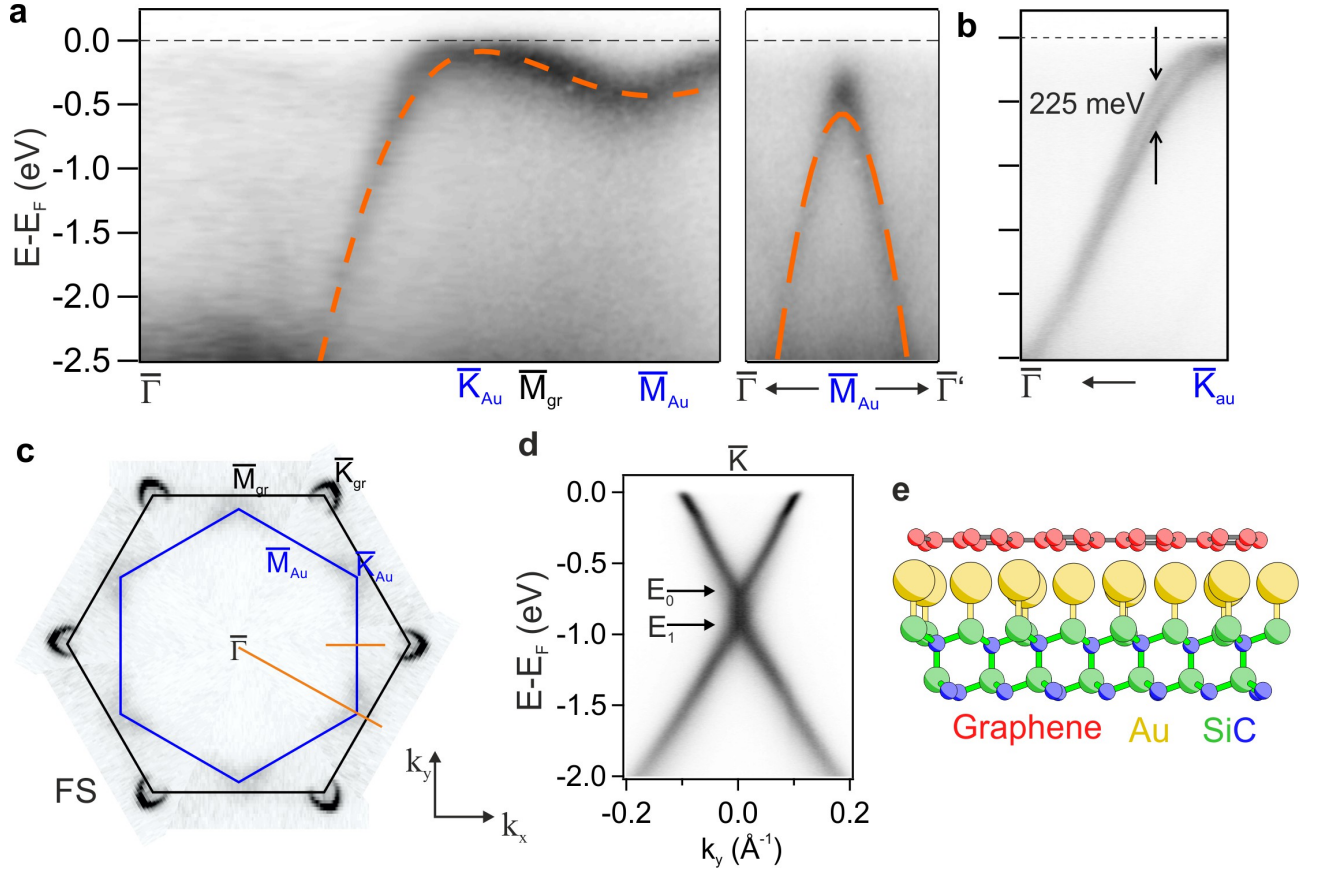 a
0.0
-0.5
-1.0
-1.5
-2.0
-2.5
E-E_F (eV)
Γ̅
K̅_Au
M̅_gr
M̅_Au
Γ̅ ← M̅_Au → Γ̅‘
b
225 meV
Γ̅ ← K̅_au
c
M̅_gr
K̅_gr
M̅_Au
K̅_Au
Γ̅
FS
k_y
k_x
d
K̅
0.0
-0.5
-1.0
-1.5
-2.0
E-E_F (eV)
E_0
E_1
-0.2 0.0 0.2
k_y (Å⁻¹)
e
Graphene Au SiC